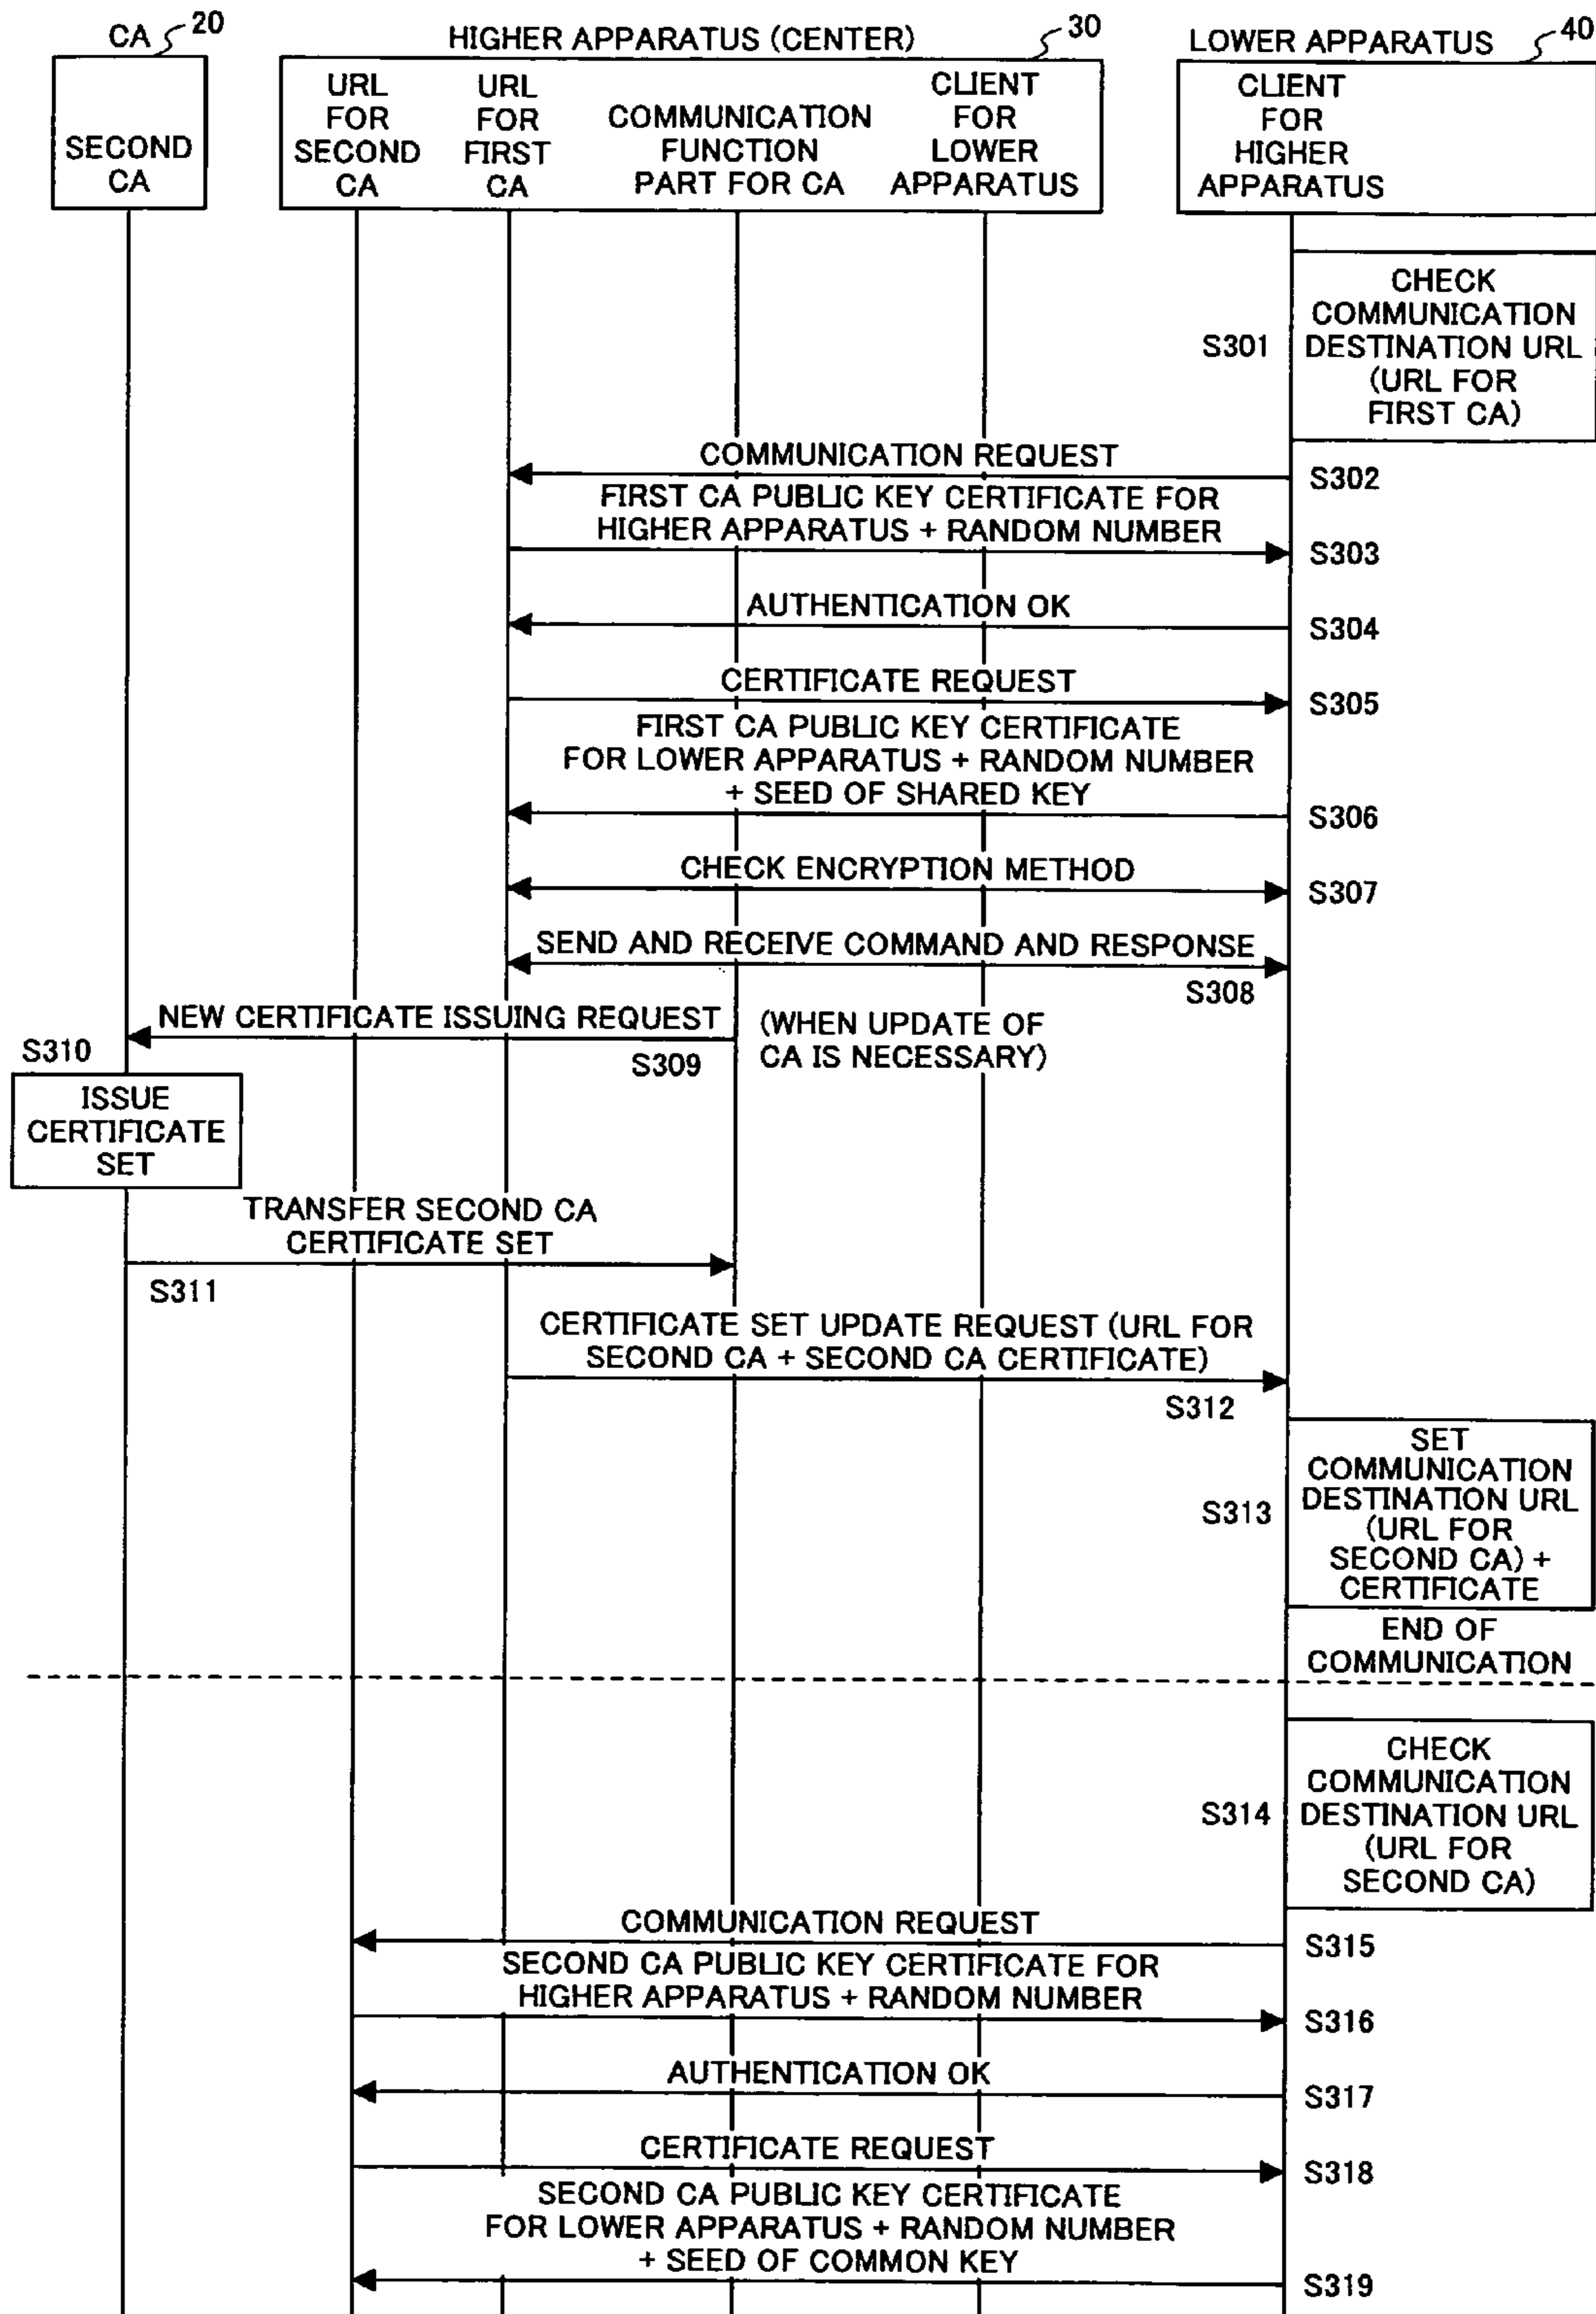 CA 20
HIGHER APPARATUS (CENTER) 30
LOWER APPARATUS 40
SECOND
CA
URL
FOR
SECOND
CA
URL
FOR
FIRST
CA
COMMUNICATION
FUNCTION
PART FOR CA
CLIENT
FOR
LOWER
APPARATUS
CLIENT
FOR
HIGHER
APPARATUS
S301
CHECK
COMMUNICATION
DESTINATION URL
(URL FOR
FIRST CA)
COMMUNICATION REQUEST
S302
FIRST CA PUBLIC KEY CERTIFICATE FOR
HIGHER APPARATUS + RANDOM NUMBER
S303
AUTHENTICATION OK
S304
CERTIFICATE REQUEST
S305
FIRST CA PUBLIC KEY CERTIFICATE
FOR LOWER APPARATUS + RANDOM NUMBER
+ SEED OF SHARED KEY
S306
CHECK ENCRYPTION METHOD
S307
SEND AND RECEIVE COMMAND AND RESPONSE
S308
NEW CERTIFICATE ISSUING REQUEST
S309
(WHEN UPDATE OF
CA IS NECESSARY)
S310
ISSUE
CERTIFICATE
SET
TRANSFER SECOND CA
CERTIFICATE SET
S311
CERTIFICATE SET UPDATE REQUEST (URL FOR
SECOND CA + SECOND CA CERTIFICATE)
S312
S313
SET
COMMUNICATION
DESTINATION URL
(URL FOR
SECOND CA) +
CERTIFICATE
END OF
COMMUNICATION
S314
CHECK
COMMUNICATION
DESTINATION URL
(URL FOR
SECOND CA)
COMMUNICATION REQUEST
S315
SECOND CA PUBLIC KEY CERTIFICATE FOR
HIGHER APPARATUS + RANDOM NUMBER
S316
AUTHENTICATION OK
S317
CERTIFICATE REQUEST
S318
SECOND CA PUBLIC KEY CERTIFICATE
FOR LOWER APPARATUS + RANDOM NUMBER
+ SEED OF COMMON KEY
S319